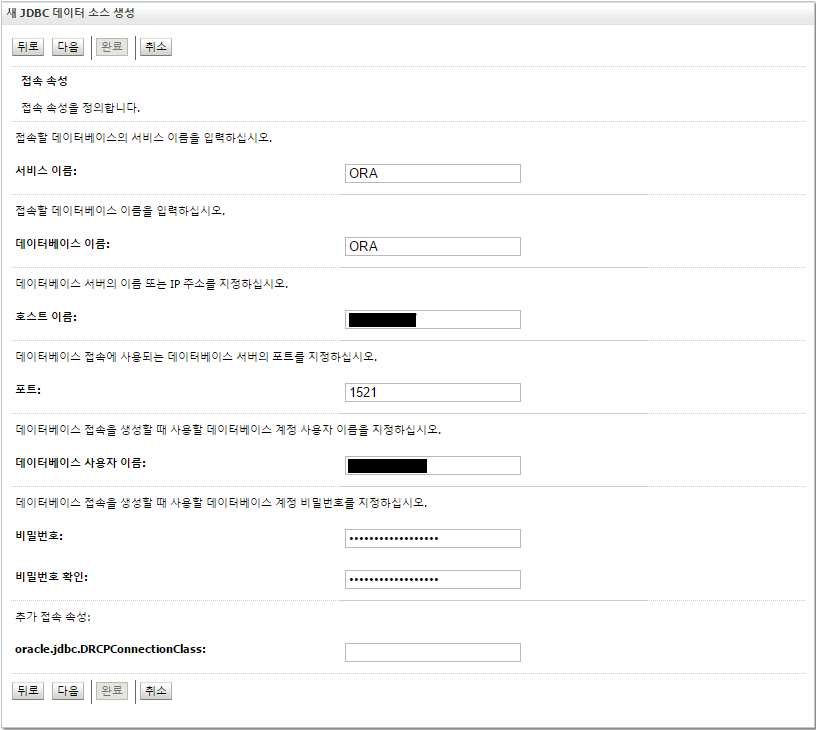 새 JDBC 데이터 소스 생성
뒤로 다음 완료 취소
접속 속성
접속 속성을 정의합니다.
접속할 데이터베이스의 서비스 이름을 입력하십시오.
서비스 이름: ORA
접속할 데이터베이스 이름을 입력하십시오.
데이터베이스 이름: ORA
데이터베이스 서버의 이름 또는 IP 주소를 지정하십시오.
호스트 이름:
데이터베이스 접속에 사용되는 데이터베이스 서버의 포트를 지정하십시오.
포트: 1521
데이터베이스 접속을 생성할 때 사용할 데이터베이스 계정 사용자 이름을 지정하십시오.
데이터베이스 사용자 이름:
데이터베이스 접속을 생성할 때 사용할 데이터베이스 계정 비밀번호를 지정하십시오.
비밀번호: ••••••••••••••••••
비밀번호 확인: ••••••••••••••••••
추가 접속 속성:
oracle.jdbc.DRCPConnectionClass:
뒤로 다음 완료 취소